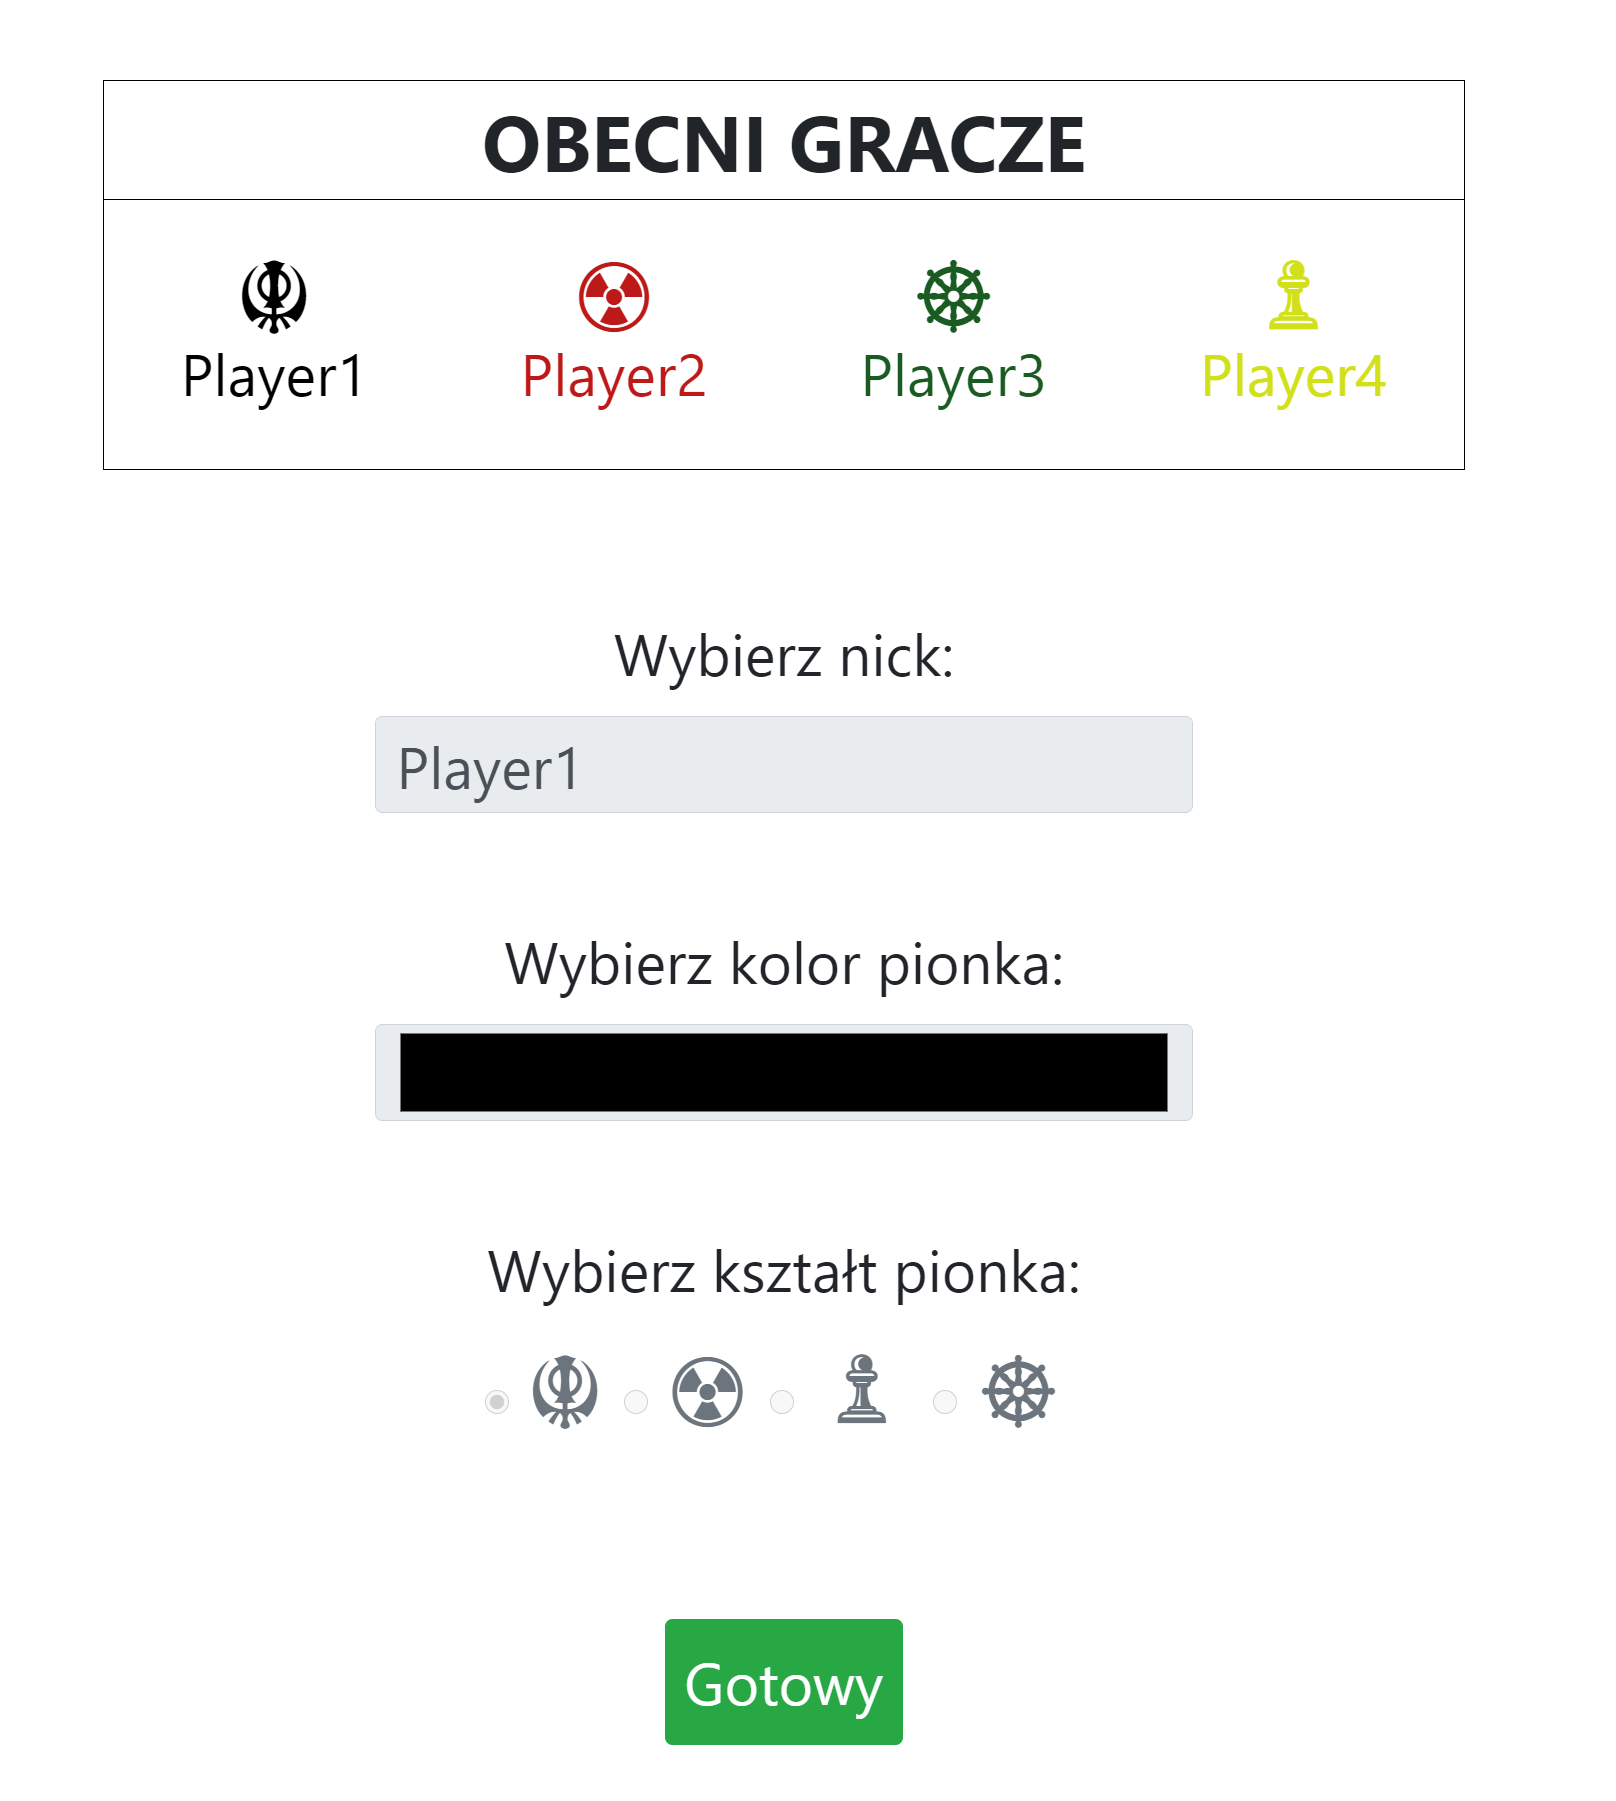 OBECNI GRACZE
Player1 Player2 Player3 Player4
Wybierz nick:
Player1
Wybierz kolor pionka:
Wybierz kształt pionka:
Gotowy